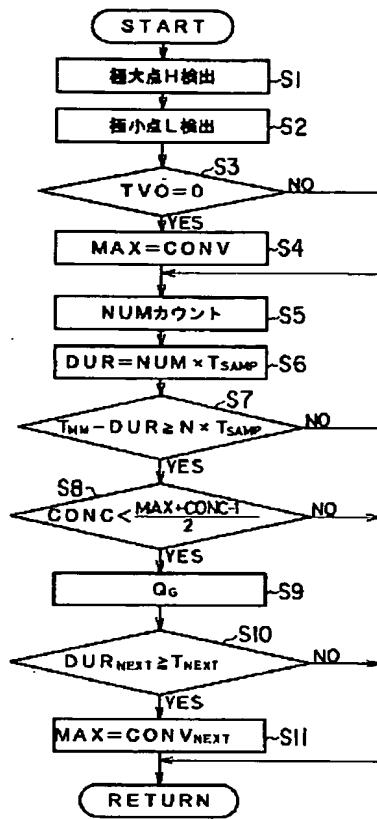 START
極大点H検出
S1
極小点L検出
S2
S3
TVO=0
NO
YES
MAX=CONV
S4
NUMカウント
S5
DUR=NUM×TSAMP
S6
S7
TMM-DUR≧N×TSAMP
NO
YES
S8
CONC<(MAX+CONC-1)/2
NO
YES
QG
S9
S10
DURNEXT≧TNEXT
NO
YES
MAX=CONVNEXT
S11
RETURN